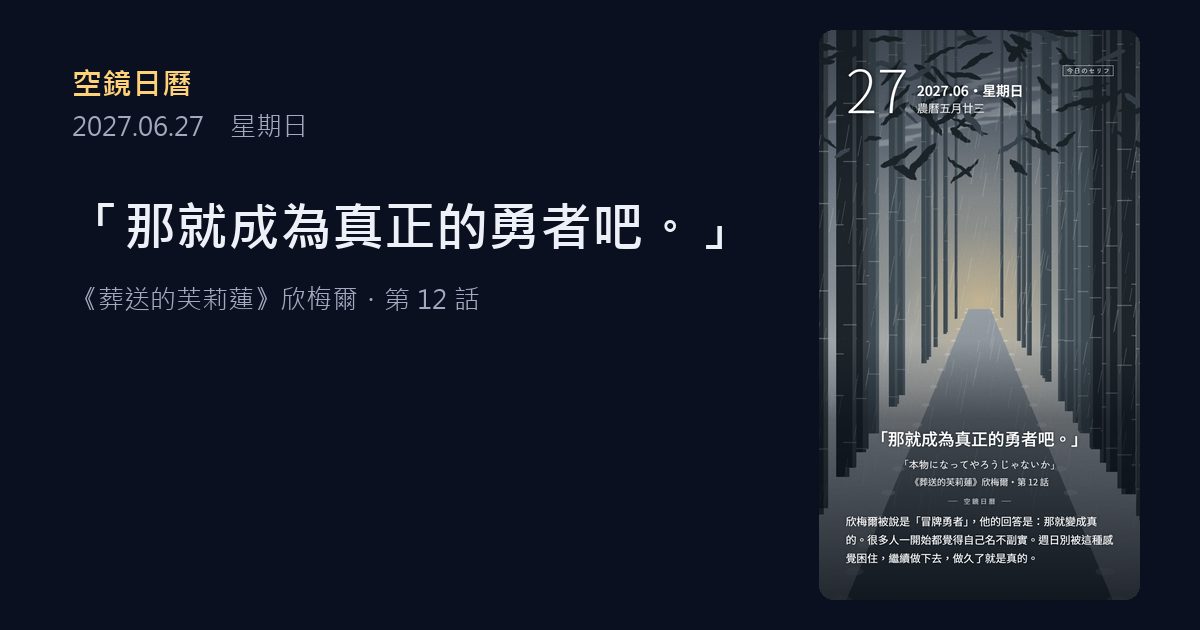 空鏡日曆
2027.06.27 星期日
「那就成為真正的勇者吧。」
《葬送的芙莉蓮》欣梅爾・第 12 話
27
2027.06・星期日
農曆五月廿三
今日のセリフ
「那就成為真正的勇者吧。」
「本物になってやろうじゃないか」
《葬送的芙莉蓮》欣梅爾・第 12 話
— 空鏡日曆 —
欣梅爾被說是「冒牌勇者」，他的回答是：那就變成真
的。很多人一開始都覺得自己名不副實。週日別被這種感
覺困住，繼續做下去，做久了就是真的。